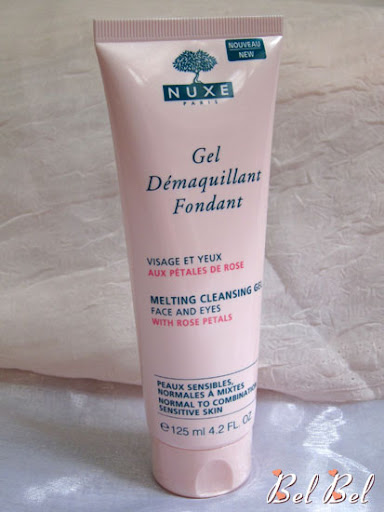 NOUVEAU
NEW
NUXE
PARIS
Gel
Démaquillant
Fondant
VISAGE ET YEUX
AUX PÉTALES DE ROSE
MELTING CLEANSING GEL
FACE AND EYES
WITH ROSE PETALS
PEAUX SENSIBLES,
NORMALES À MIXTES
NORMAL TO COMBINATION
SENSITIVE SKIN
e 125 ml 4.2 FL. OZ
Bel Bel